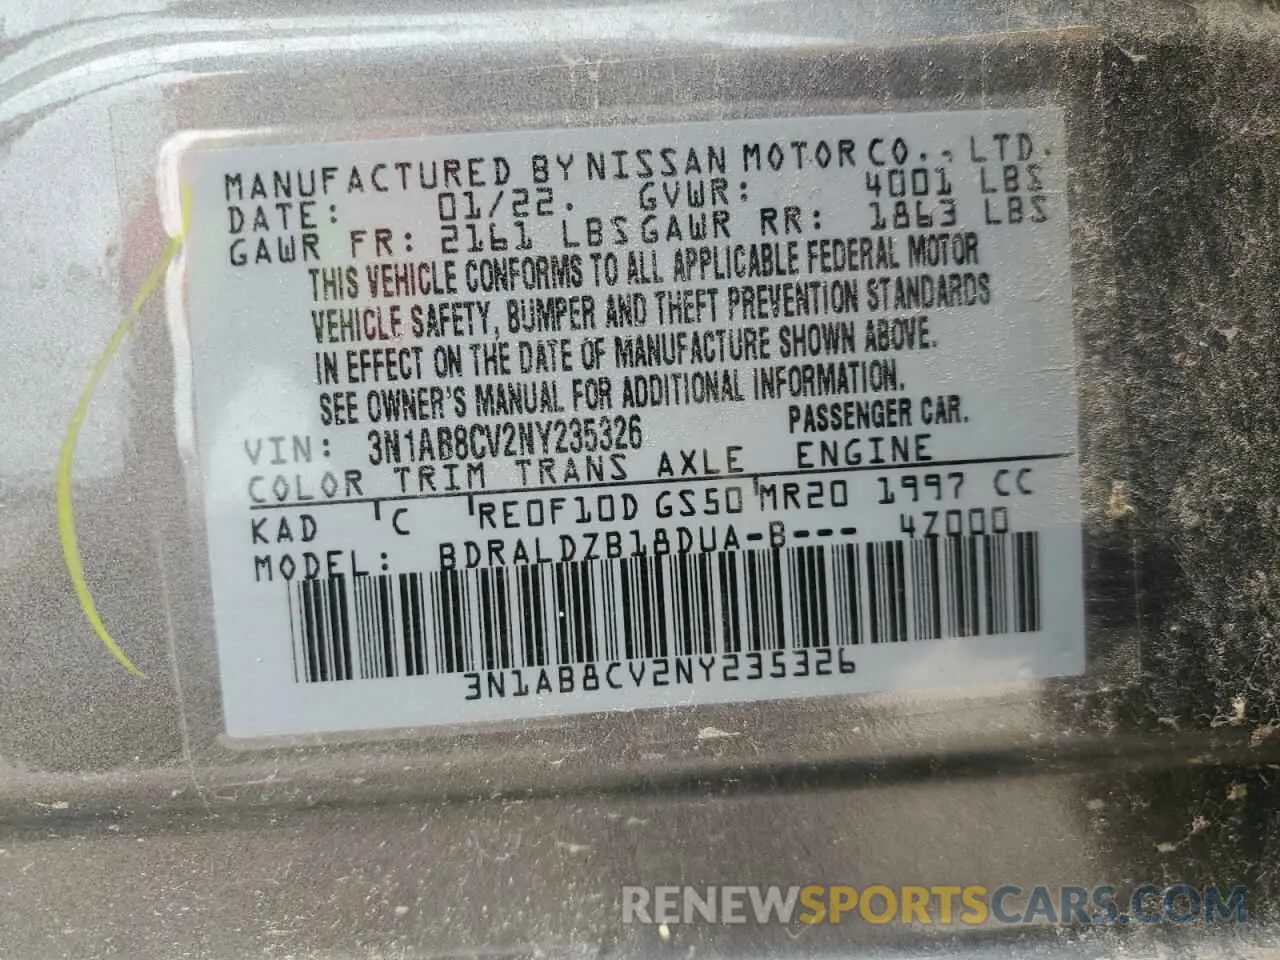 MANUFACTURED BY NISSAN MOTOR CO., LTD.
DATE: 01/22. GVWR: 4001 LBS
GAWR FR: 2161 LBS GAWR RR: 1863 LBS
THIS VEHICLE CONFORMS TO ALL APPLICABLE FEDERAL MOTOR
VEHICLE SAFETY, BUMPER AND THEFT PREVENTION STANDARDS
IN EFFECT ON THE DATE OF MANUFACTURE SHOWN ABOVE.
SEE OWNER'S MANUAL FOR ADDITIONAL INFORMATION.
VIN: 3N1AB8CV2NY235326 PASSENGER CAR.
COLOR TRIM TRANS AXLE ENGINE
KAD C RE0F10D GS50 MR20 1997 CC
MODEL: BDRALDZB18DUA-B--- 4Z000
3N1AB8CV2NY235326
RENEWSPORTSCARS.COM